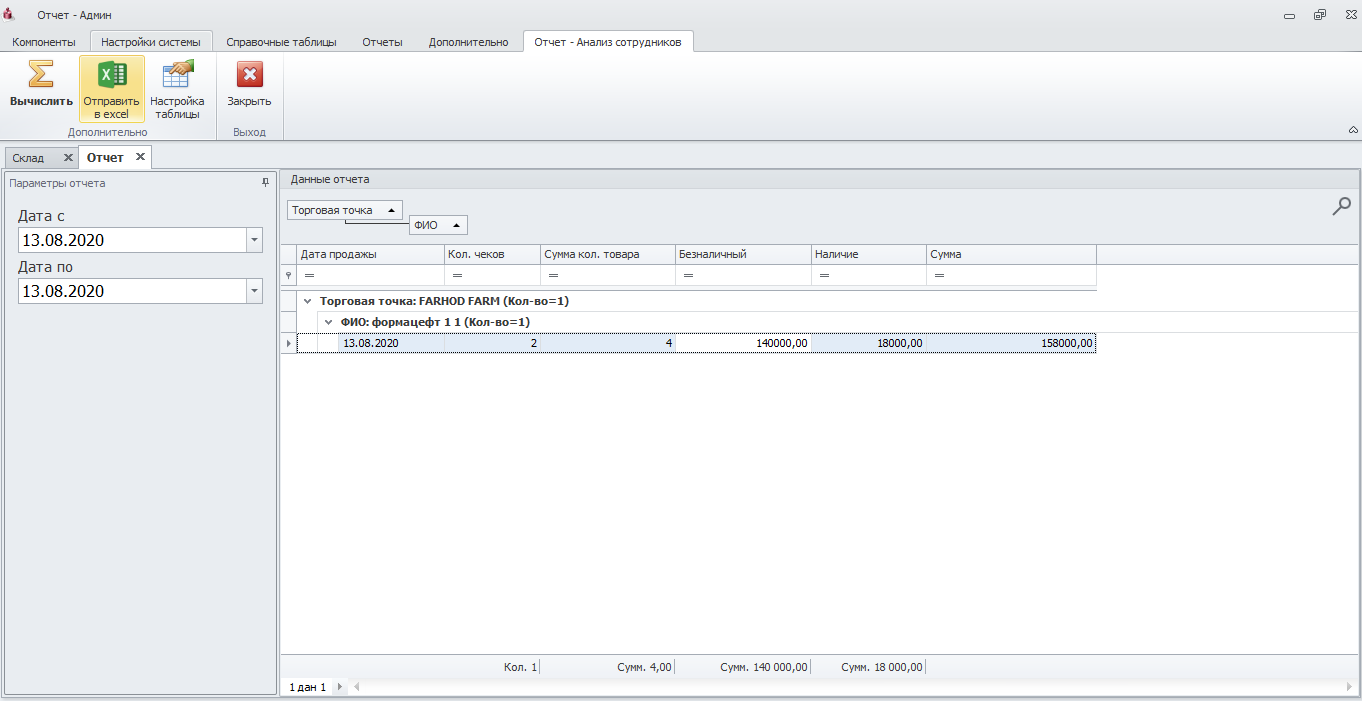 Отчет - Админ
Компоненты Настройки системы Справочные таблицы Отчеты Дополнительно Отчет - Анализ сотрудников
Вычислить Отправить в excel Настройка таблицы Закрыть
Дополнительно Выход
Склад Отчет
Параметры отчета
Дата с
13.08.2020
Дата по
13.08.2020
Данные отчета
Торговая точка
ФИО
Дата продажы Кол. чеков Сумма кол. товара Безналичный Наличие Сумма
= = = = = =
Торговая точка: FARHOD FARM (Кол-во=1)
ФИО: формацефт 1 1 (Кол-во=1)
13.08.2020 2 4 140000,00 18000,00 158000,00
Кол. 1 Сумм. 4,00 Сумм. 140 000,00 Сумм. 18 000,00
1 дан 1